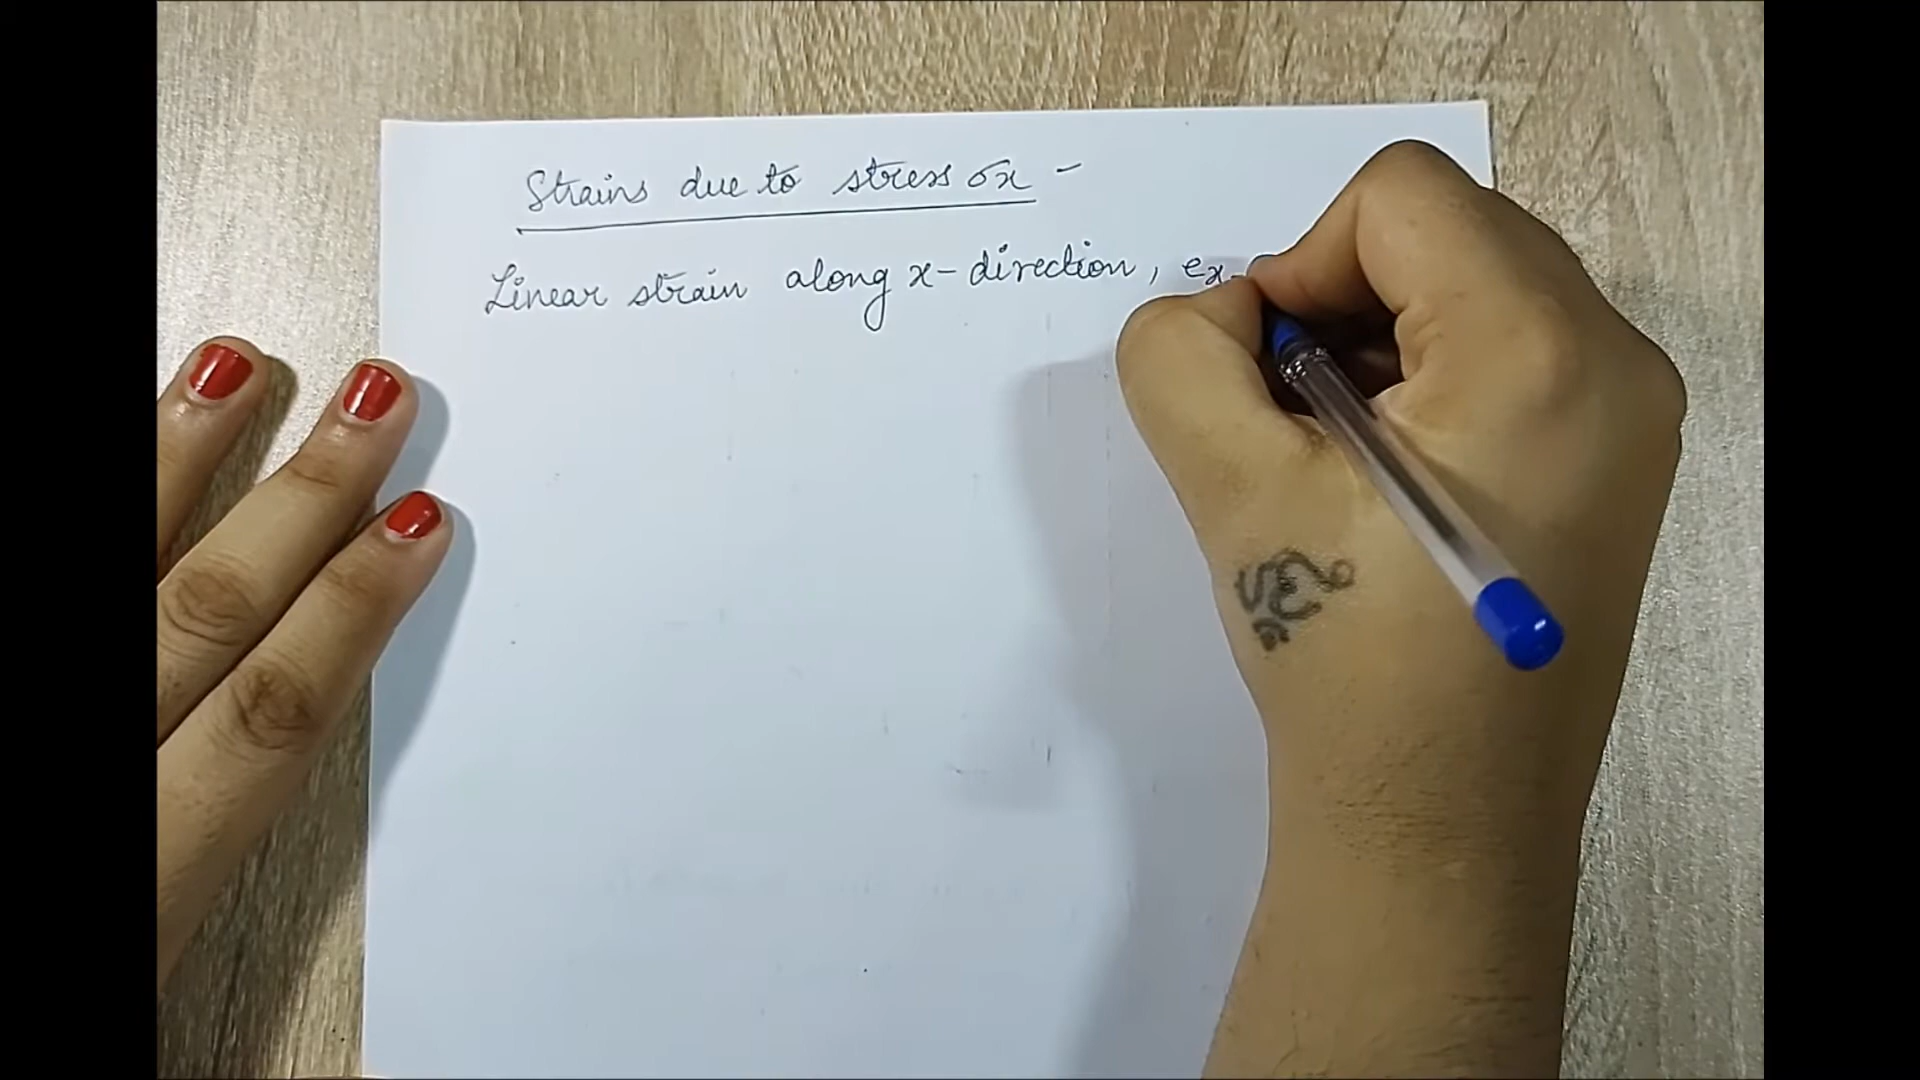 Strains due to stress σx -
Linear strain along x-direction, ex
ॐ